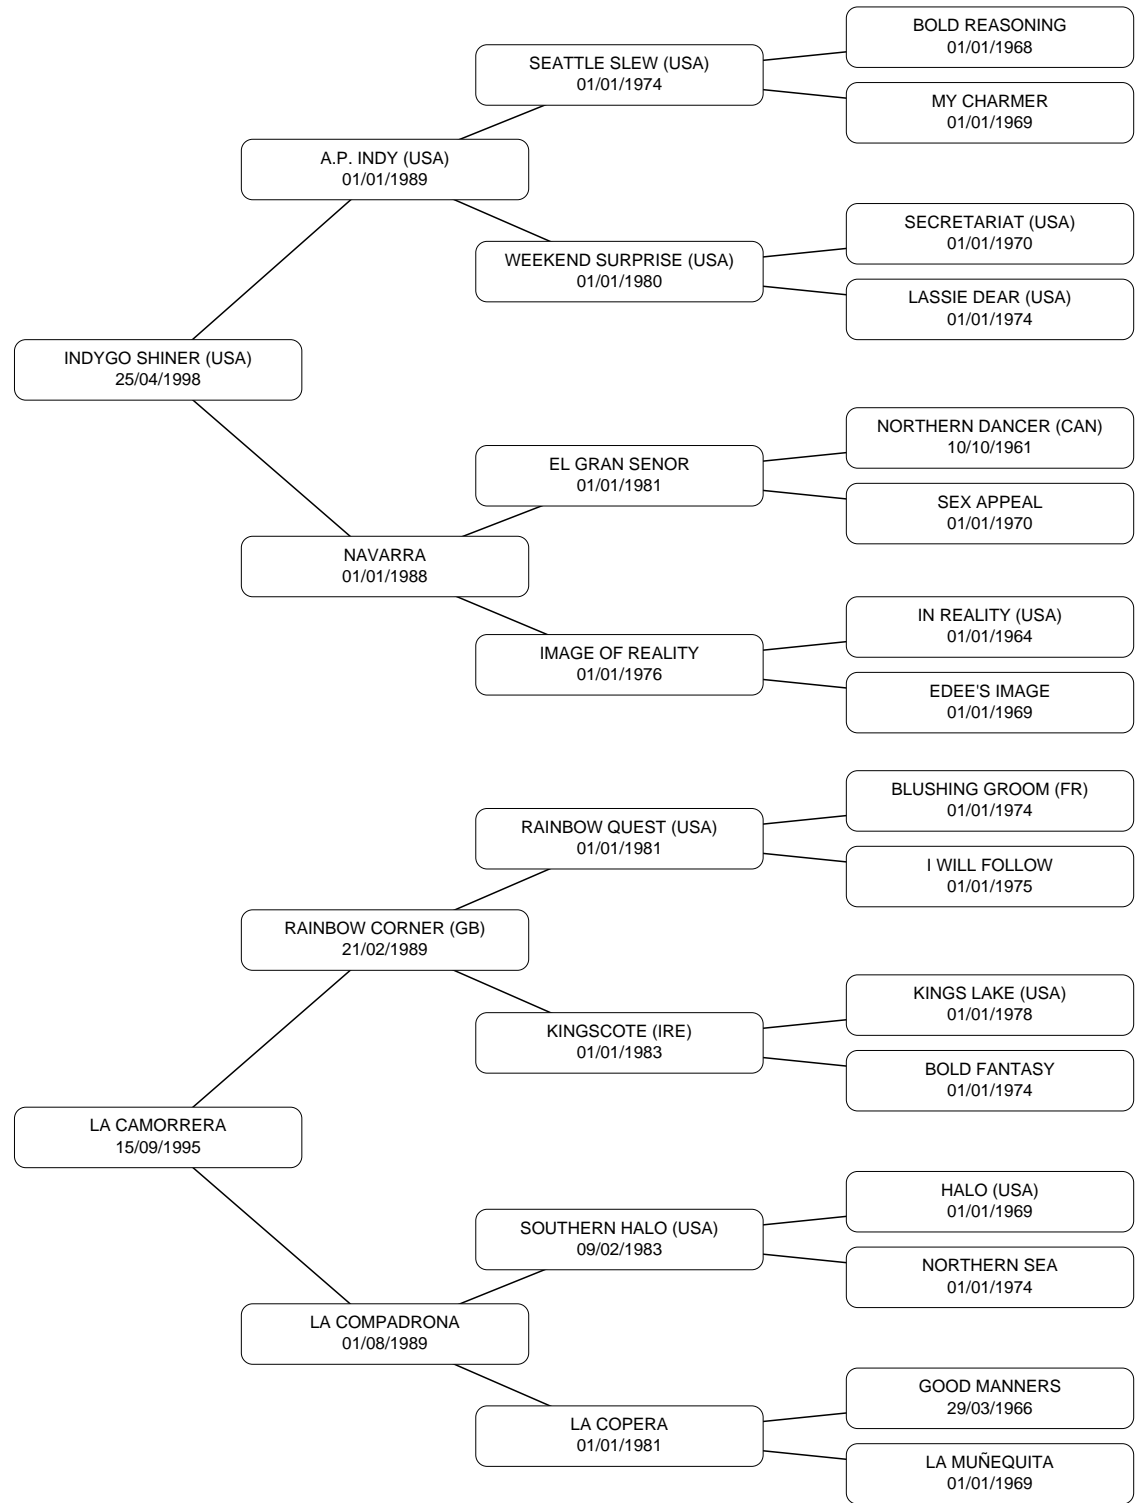 BOLD REASONING
01/01/1968
SEATTLE SLEW (USA)
01/01/1974
MY CHARMER
01/01/1969
A.P. INDY (USA)
01/01/1989
SECRETARIAT (USA)
01/01/1970
WEEKEND SURPRISE (USA)
01/01/1980
LASSIE DEAR (USA)
01/01/1974
INDYGO SHINER (USA)
25/04/1998
NORTHERN DANCER (CAN)
10/10/1961
EL GRAN SENOR
01/01/1981
SEX APPEAL
01/01/1970
NAVARRA
01/01/1988
IN REALITY (USA)
01/01/1964
IMAGE OF REALITY
01/01/1976
EDEE'S IMAGE
01/01/1969
BLUSHING GROOM (FR)
01/01/1974
RAINBOW QUEST (USA)
01/01/1981
I WILL FOLLOW
01/01/1975
RAINBOW CORNER (GB)
21/02/1989
KINGS LAKE (USA)
01/01/1978
KINGSCOTE (IRE)
01/01/1983
BOLD FANTASY
01/01/1974
LA CAMORRERA
15/09/1995
HALO (USA)
01/01/1969
SOUTHERN HALO (USA)
09/02/1983
NORTHERN SEA
01/01/1974
LA COMPADRONA
01/08/1989
GOOD MANNERS
29/03/1966
LA COPERA
01/01/1981
LA MUÑEQUITA
01/01/1969